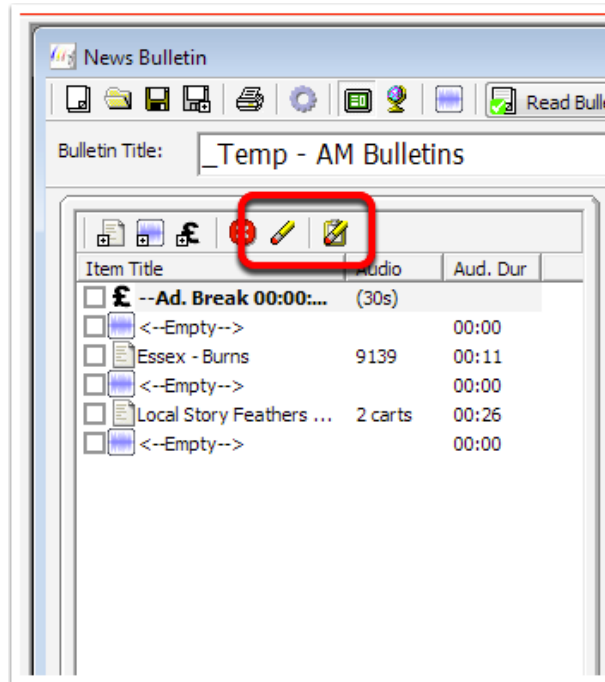 News Bulletin
Read Bull
Bulletin Title: _Temp - AM Bulletins
Item Title Audio Aud. Dur
£ --Ad. Break 00:00:... (30s)
<--Empty--> 00:00
Essex - Burns 9139 00:11
<--Empty--> 00:00
Local Story Feathers ... 2 carts 00:26
<--Empty--> 00:00